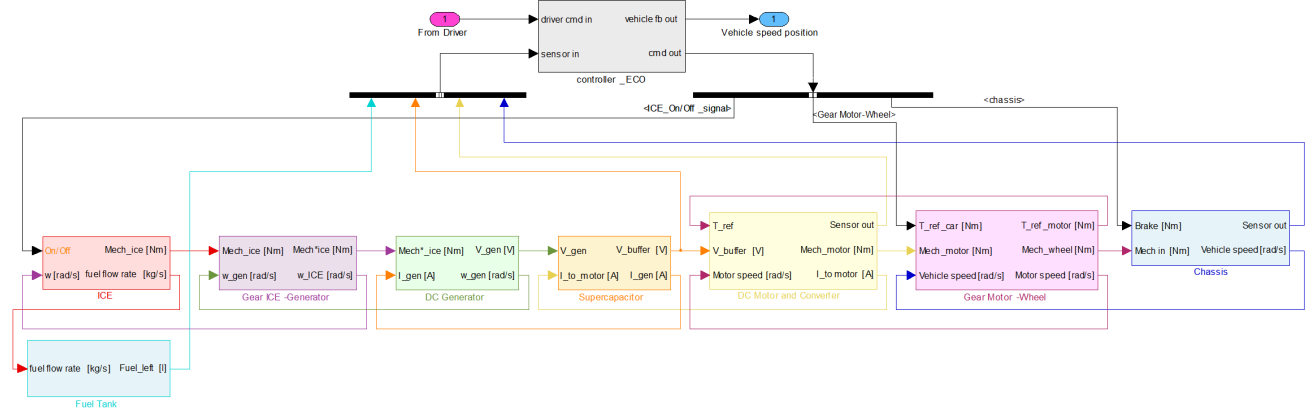 1
From Driver
driver cmd in
vehicle fb out
sensor in
cmd out
controller _ECO
1
Vehicle speed position
<ICE_On/Off _signal>
<Gear Motor-Wheel>
<chassis>
On/Off
Mech_ice [Nm]
w [rad/s]
fuel flow rate [kg/s]
ICE
Mech_ice [Nm]
Mech*ice [Nm]
w_gen [rad/s]
w_ICE [rad/s]
Gear ICE -Generator
Mech*_ice [Nm]
V_gen [V]
I_gen [A]
w_gen [rad/s]
DC Generator
V_gen
V_buffer [V]
I_to_motor [A]
I_gen [A]
Supercapacitor
T_ref
Sensor out
V_buffer [V]
Mech_motor [Nm]
Motor speed [rad/s]
I_to motor [A]
DC Motor and Converter
T_ref_car [Nm]
T_ref_motor [Nm]
Mech_motor [Nm]
Mech_wheel [Nm]
Vehicle speed [rad/s]
Motor speed [rad/s]
Gear Motor -Wheel
Brake [Nm]
Sensor out
Mech in [Nm]
Vehicle speed [rad/s]
Chassis
fuel flow rate [kg/s]
Fuel_left [l]
Fuel Tank